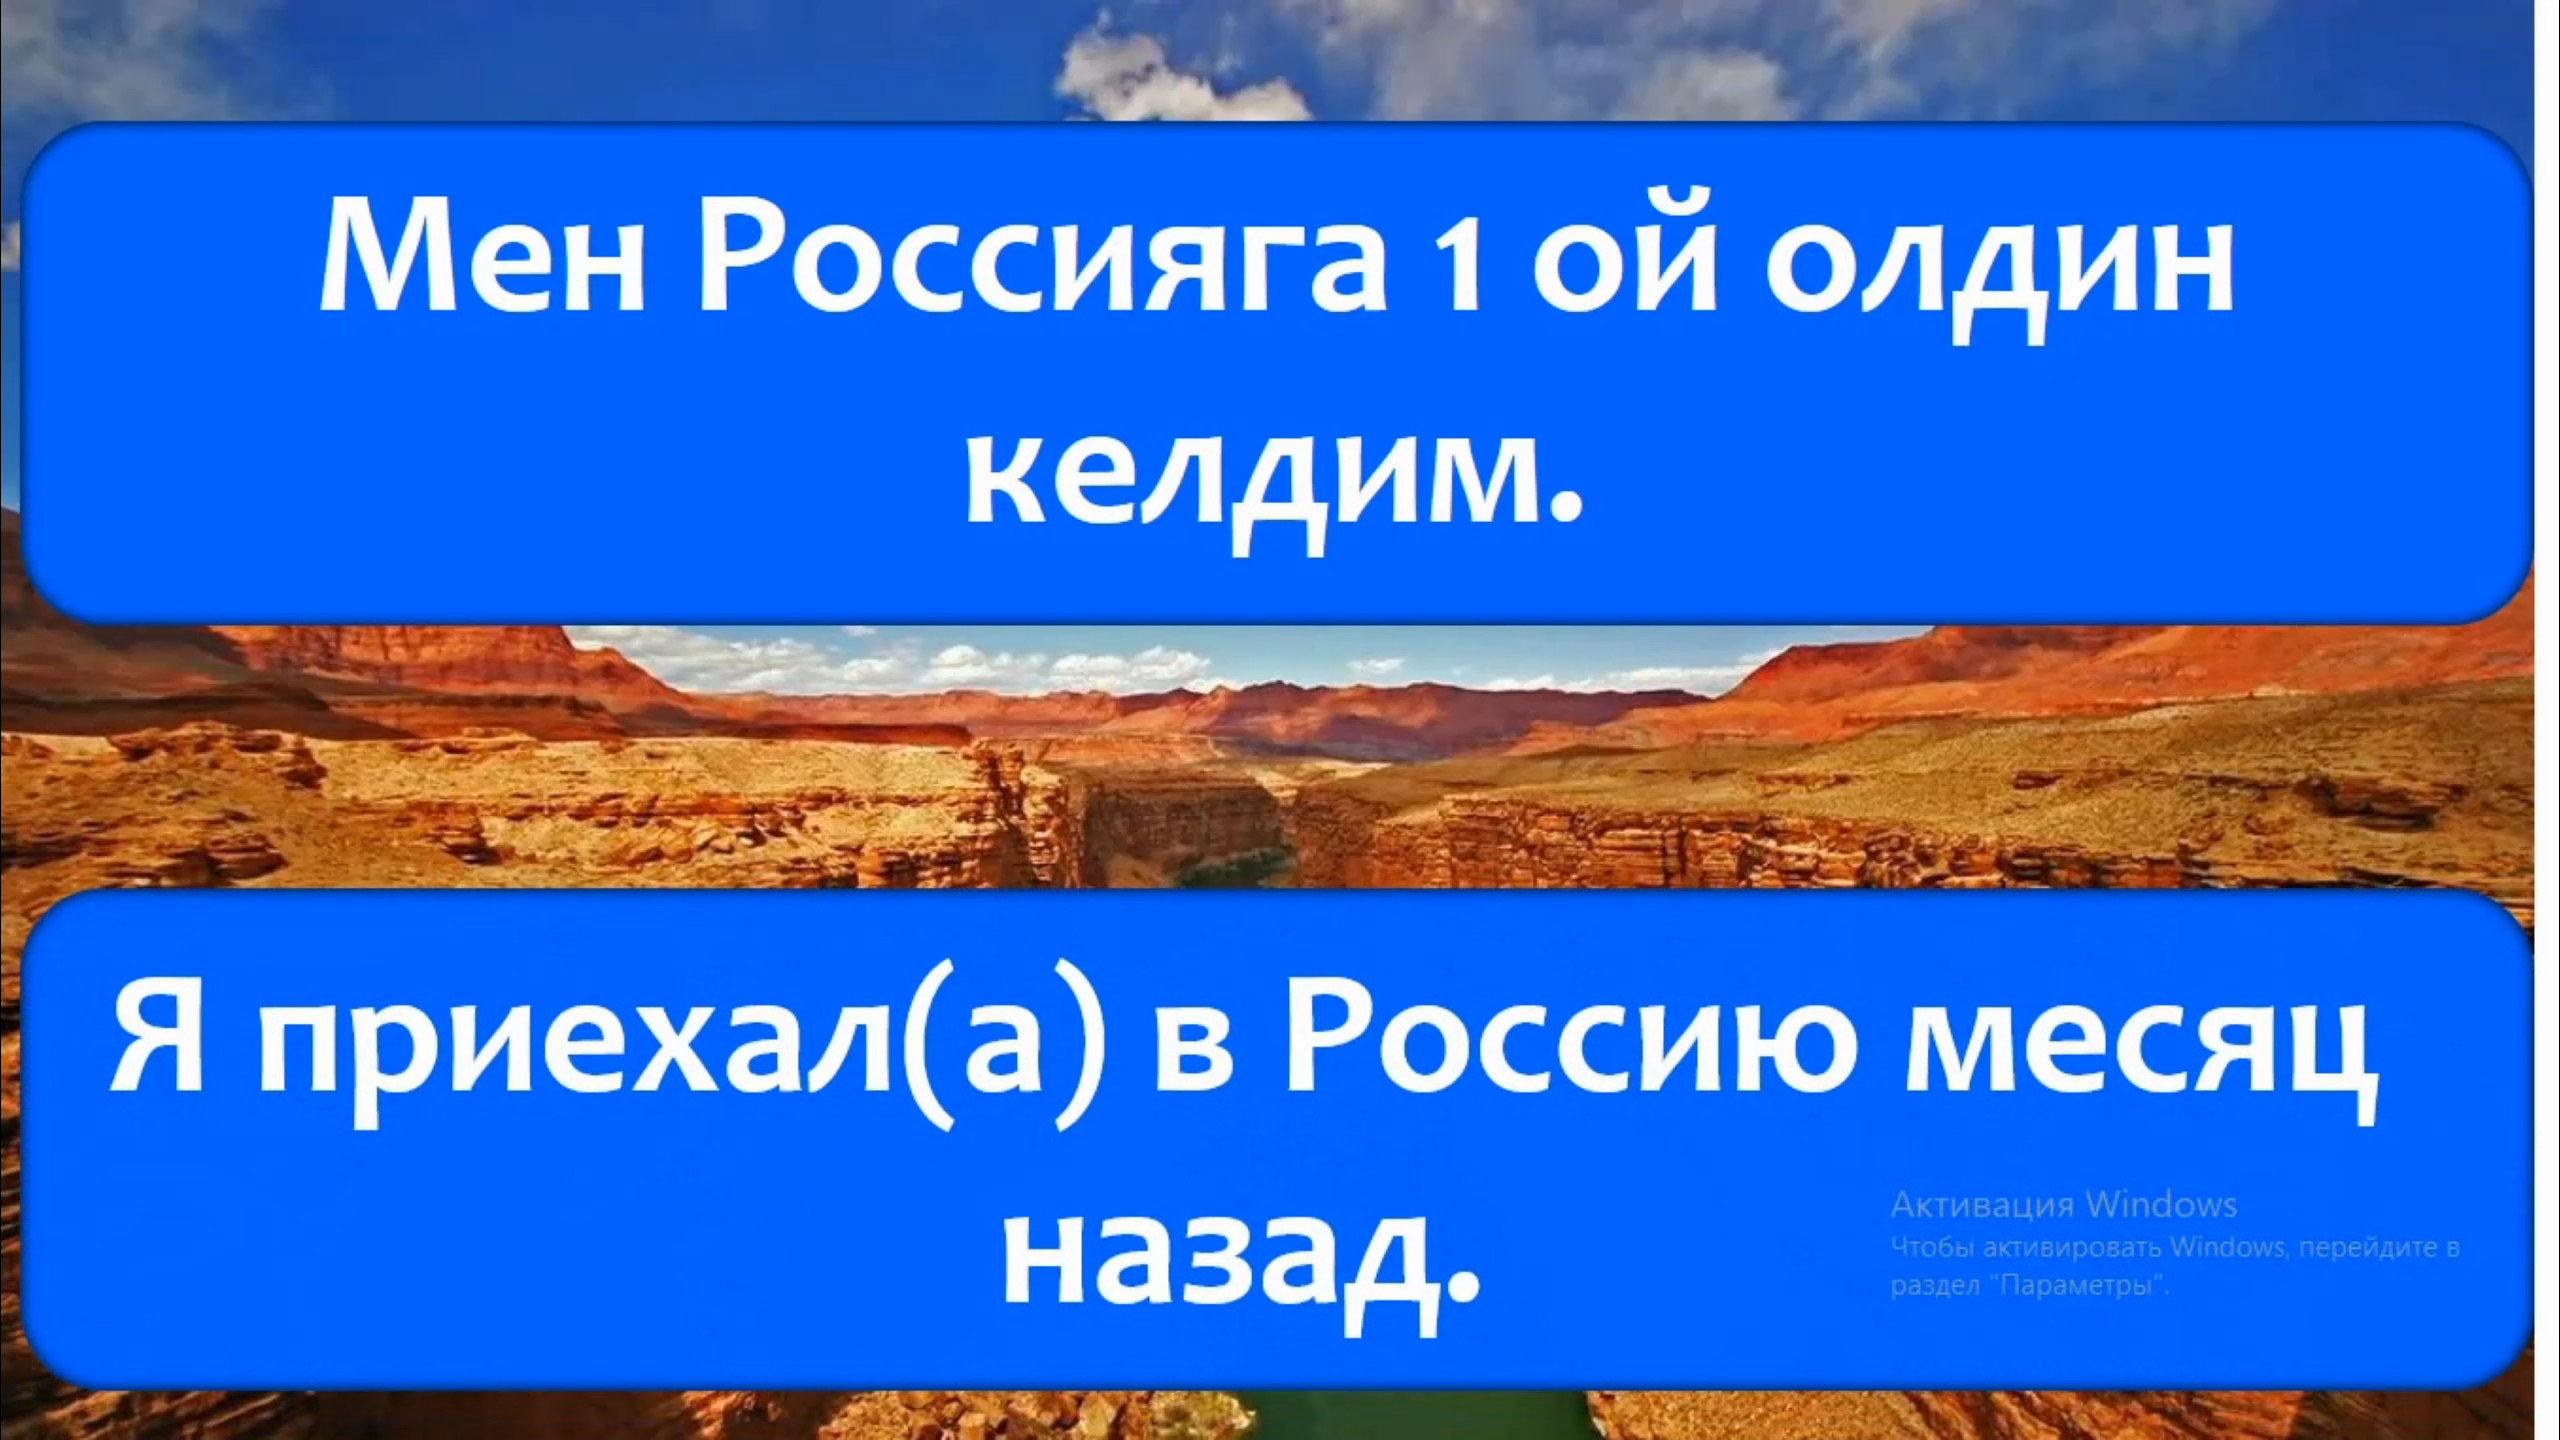 Мен Россияга 1 ой олдин
келдим.
Я приехал(а) в Россию месяц
назад.
Активация Windows
Чтобы активировать Windows, перейдите в
раздел "Параметры".